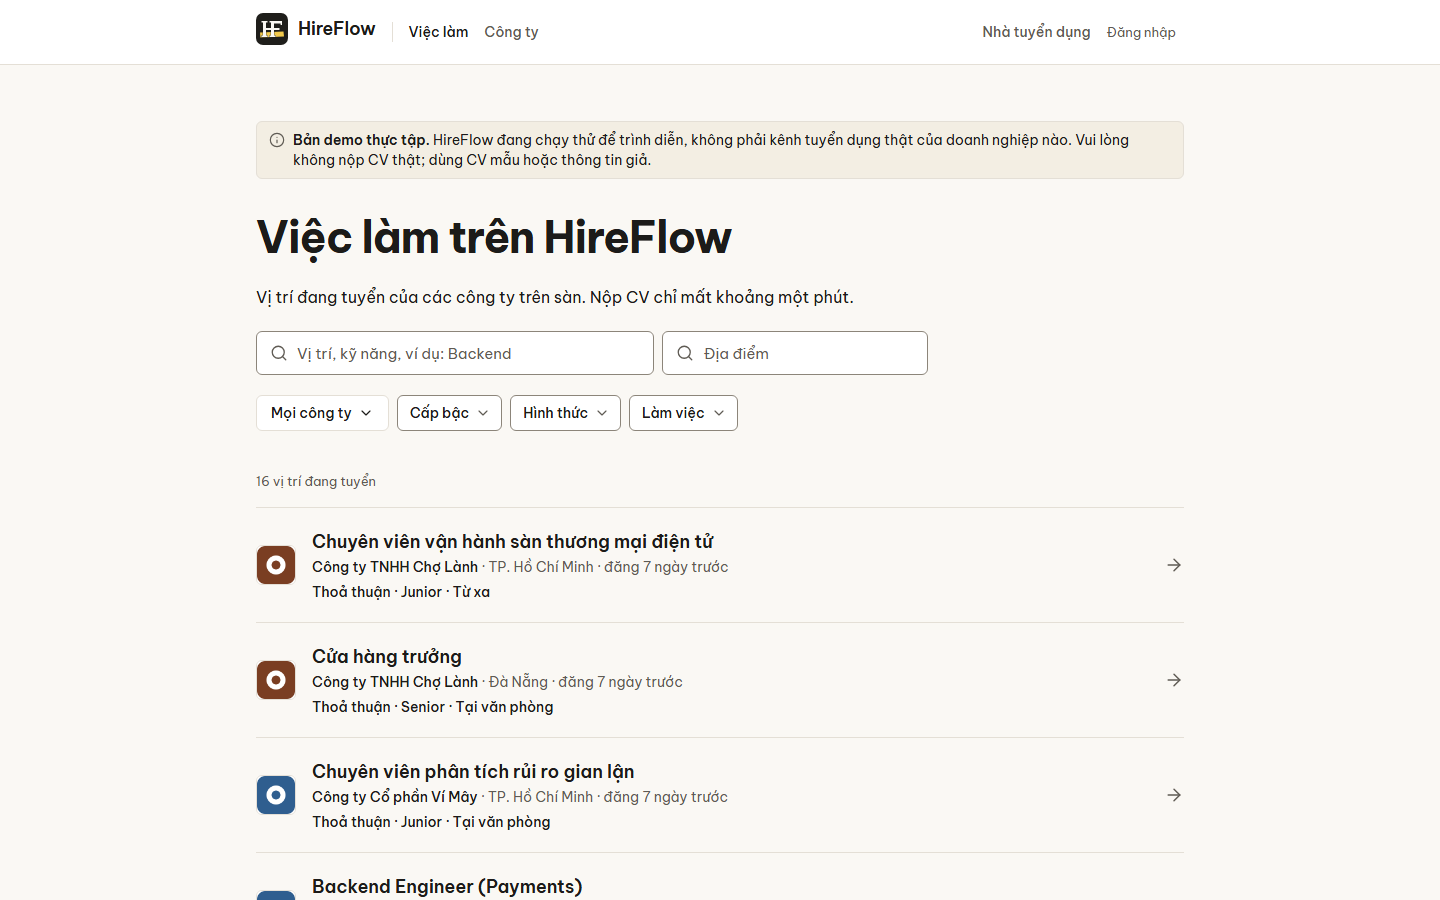 HF HireFlow Việc làm Công ty Nhà tuyển dụng Đăng nhập
Bản demo thực tập. HireFlow đang chạy thử để trình diễn, không phải kênh tuyển dụng thật của doanh nghiệp nào. Vui lòng
không nộp CV thật; dùng CV mẫu hoặc thông tin giả.
Việc làm trên HireFlow
Vị trí đang tuyển của các công ty trên sàn. Nộp CV chỉ mất khoảng một phút.
Vị trí, kỹ năng, ví dụ: Backend Địa điểm
Mọi công ty Cấp bậc Hình thức Làm việc
16 vị trí đang tuyển
Chuyên viên vận hành sàn thương mại điện tử
Công ty TNHH Chợ Lành · TP. Hồ Chí Minh · đăng 7 ngày trước
Thoả thuận · Junior · Từ xa
Cửa hàng trưởng
Công ty TNHH Chợ Lành · Đà Nẵng · đăng 7 ngày trước
Thoả thuận · Senior · Tại văn phòng
Chuyên viên phân tích rủi ro gian lận
Công ty Cổ phần Ví Mây · TP. Hồ Chí Minh · đăng 7 ngày trước
Thoả thuận · Junior · Tại văn phòng
Backend Engineer (Payments)